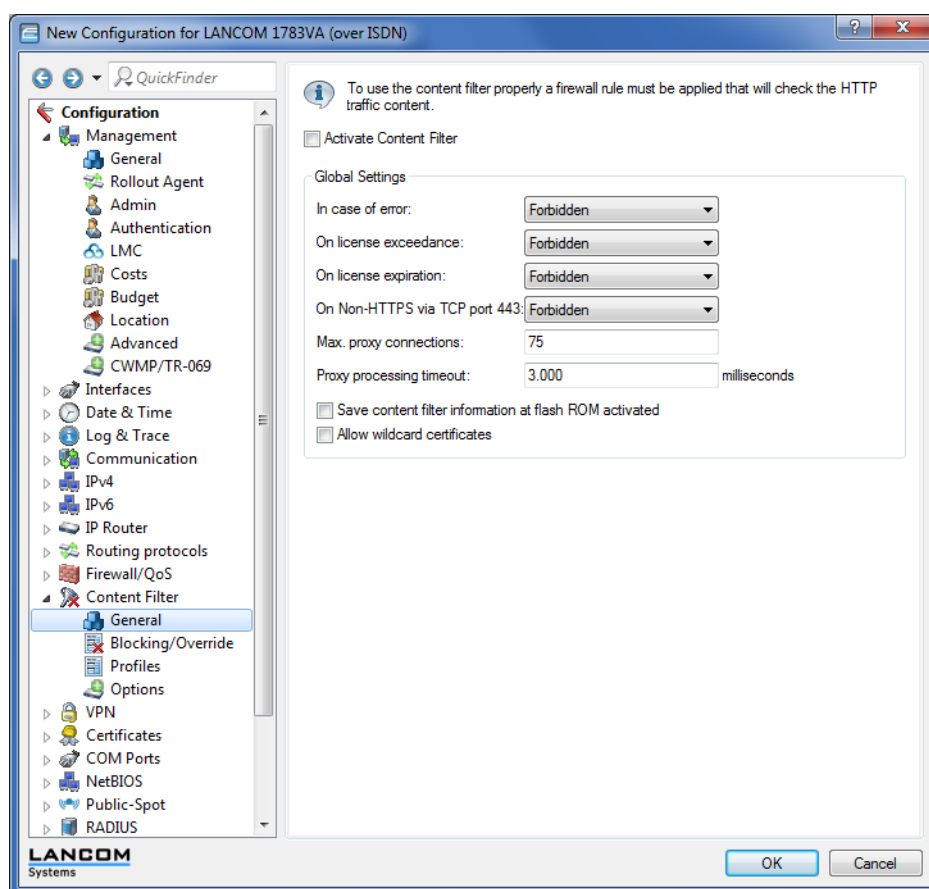 New Configuration for LANCOM 1783VA (over ISDN)
QuickFinder
Configuration
Management
General
Rollout Agent
Admin
Authentication
LMC
Costs
Budget
Location
Advanced
CWMP/TR-069
Interfaces
Date & Time
Log & Trace
Communication
IPv4
IPv6
IP Router
Routing protocols
Firewall/QoS
Content Filter
General
Blocking/Override
Profiles
Options
VPN
Certificates
COM Ports
NetBIOS
Public-Spot
RADIUS
To use the content filter properly a firewall rule must be applied that will check the HTTP
traffic content.
Activate Content Filter
Global Settings
In case of error: Forbidden
On license exceedance: Forbidden
On license expiration: Forbidden
On Non-HTTPS via TCP port 443: Forbidden
Max. proxy connections: 75
Proxy processing timeout: 3.000 milliseconds
Save content filter information at flash ROM activated
Allow wildcard certificates
LANCOM
Systems
OK Cancel